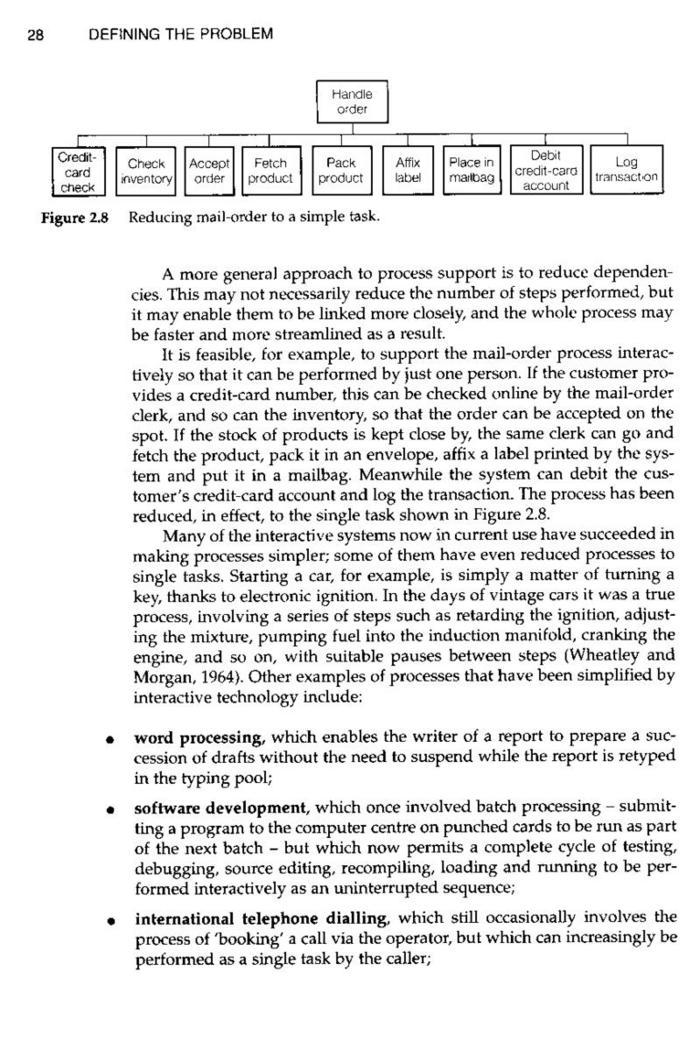 28 DEFINING THE PROBLEM
Handle
order
Credit-
card
check
Check
inventory
Accept
order
Fetch
product
Pack
product
Affix
label
Place in
mailbag
Debit
credit-card
account
Log
transaction
Figure 2.8 Reducing mail-order to a simple task.
A more general approach to process support is to reduce dependen-
cies. This may not necessarily reduce the number of steps performed, but
it may enable them to be linked more closely, and the whole process may
be faster and more streamlined as a result.
It is feasible, for example, to support the mail-order process interac-
tively so that it can be performed by just one person. If the customer pro-
vides a credit-card number, this can be checked online by the mail-order
clerk, and so can the inventory, so that the order can be accepted on the
spot. If the stock of products is kept close by, the same clerk can go and
fetch the product, pack it in an envelope, affix a label printed by the sys-
tem and put it in a mailbag. Meanwhile the system can debit the cus-
tomer's credit-card account and log the transaction. The process has been
reduced, in effect, to the single task shown in Figure 2.8.
Many of the interactive systems now in current use have succeeded in
making processes simpler; some of them have even reduced processes to
single tasks. Starting a car, for example, is simply a matter of turning a
key, thanks to electronic ignition. In the days of vintage cars it was a true
process, involving a series of steps such as retarding the ignition, adjust-
ing the mixture, pumping fuel into the induction manifold, cranking the
engine, and so on, with suitable pauses between steps (Wheatley and
Morgan, 1964). Other examples of processes that have been simplified by
interactive technology include:
• word processing, which enables the writer of a report to prepare a suc-
cession of drafts without the need to suspend while the report is retyped
in the typing pool;
• software development, which once involved batch processing – submit-
ting a program to the computer centre on punched cards to be run as part
of the next batch – but which now permits a complete cycle of testing,
debugging, source editing, recompiling, loading and running to be per-
formed interactively as an uninterrupted sequence;
• international telephone dialling, which still occasionally involves the
process of 'booking' a call via the operator, but which can increasingly be
performed as a single task by the caller;